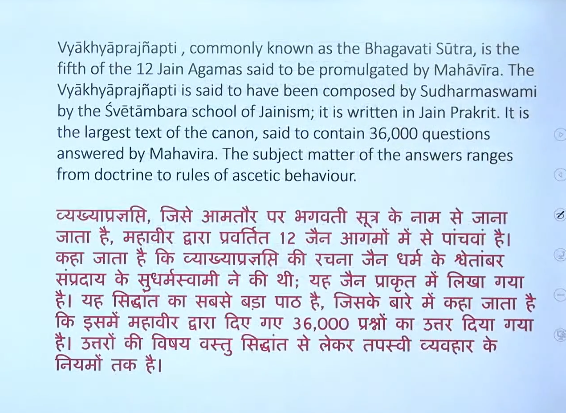 Vyākhyāprajñapti , commonly known as the Bhagavati Sūtra, is the
fifth of the 12 Jain Agamas said to be promulgated by Mahāvīra. The
Vyākhyāprajñapti is said to have been composed by Sudharmaswami
by the Śvētāmbara school of Jainism; it is written in Jain Prakrit. It is
the largest text of the canon, said to contain 36,000 questions
answered by Mahavira. The subject matter of the answers ranges
from doctrine to rules of ascetic behaviour.
व्यख्याप्रज्ञप्ति, जिसे आमतौर पर भगवती सूत्र के नाम से जाना
जाता है, महावीर द्वारा प्रवर्तित 12 जैन आगमों में से पांचवां है।
कहा जाता है कि व्याख्याप्रज्ञप्ति की रचना जैन धर्म के श्वेतांबर
संप्रदाय के सुधर्मस्वामी ने की थी; यह जैन प्राकृत में लिखा गया
है। यह सिद्धांत का सबसे बड़ा पाठ है, जिसके बारे में कहा जाता है
कि इसमें महावीर द्वारा दिए गए 36,000 प्रश्नों का उत्तर दिया गया
है। उत्तरों की विषय वस्तु सिद्धांत से लेकर तपस्वी व्यवहार के
नियमों तक है।